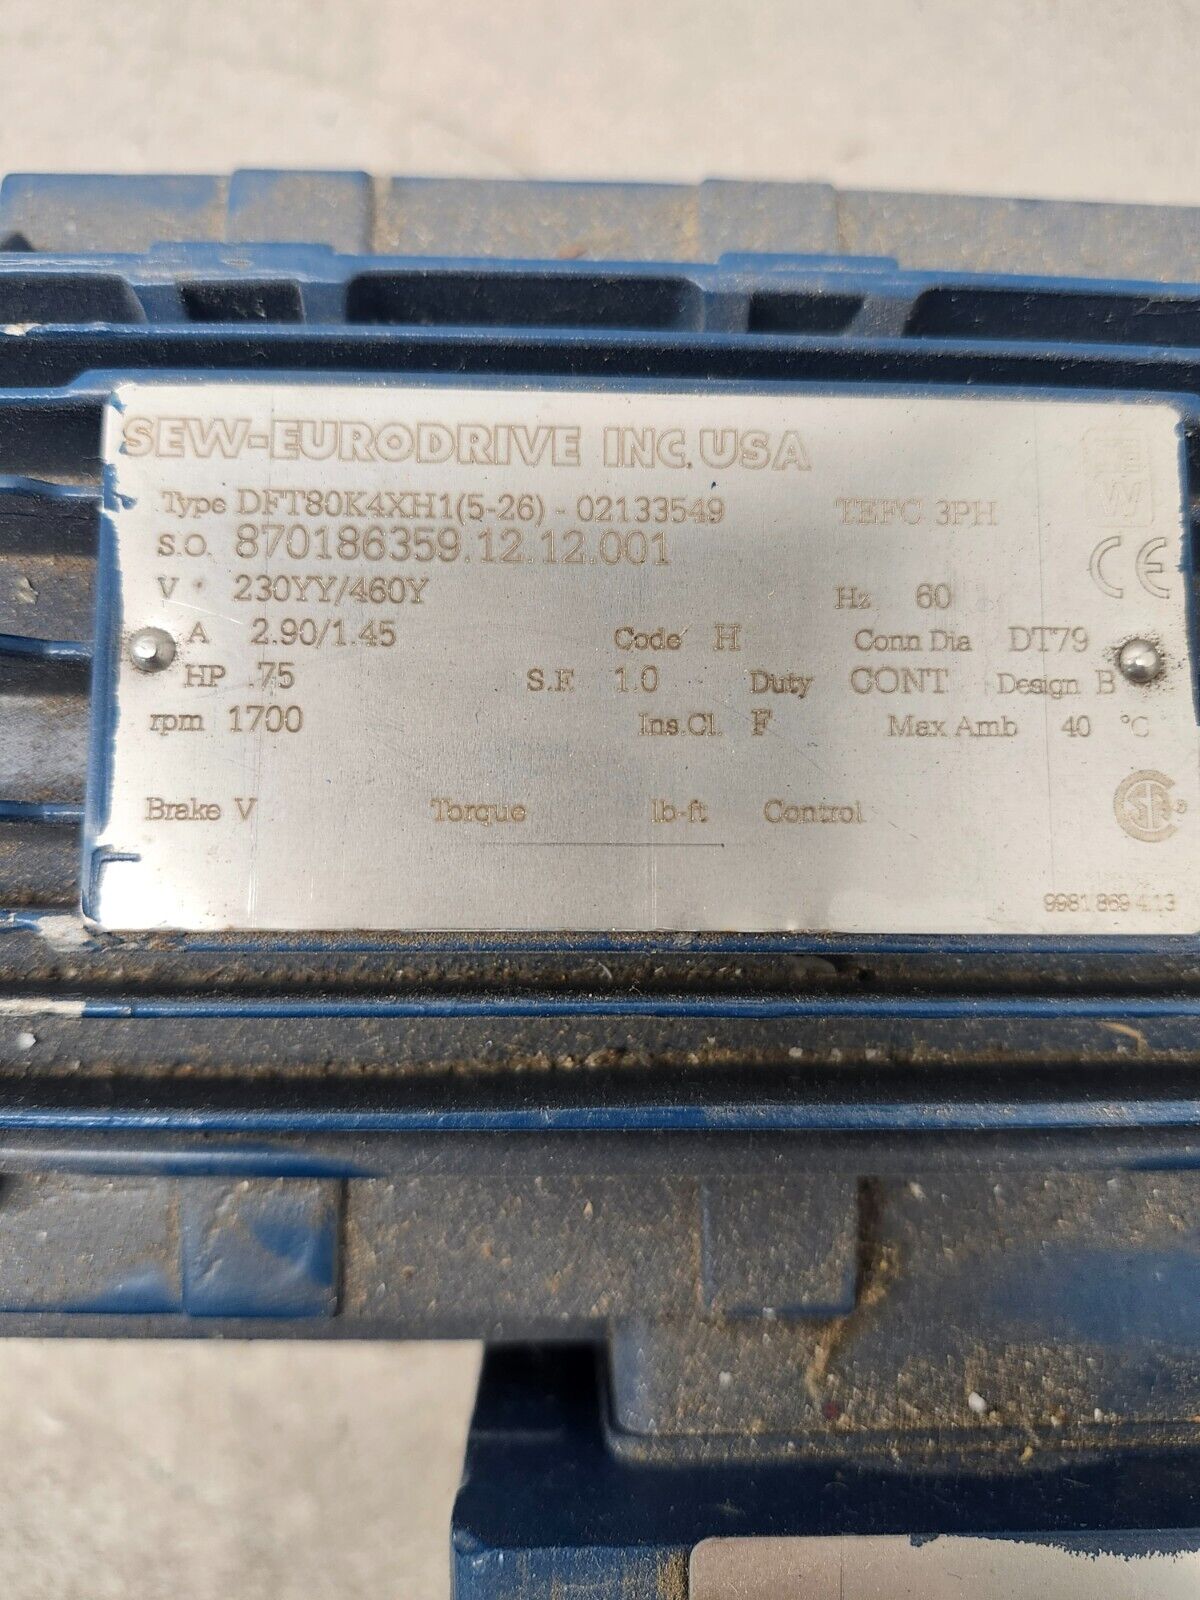 SEW-EURODRIVE INC. USA
Type DFT80K4XH1(5-26) - 02133549 TEFC 3PH
S.O. 870186359.12.12.001
V 230YY/460Y Hz 60
A 2.90/1.45 Code H Conn Dia DT79
HP .75 S.F. 1.0 Duty CONT Design B
rpm 1700 Ins.Cl. F Max Amb 40 °C
Brake V Torque lb-ft Control
9981 869 4.13